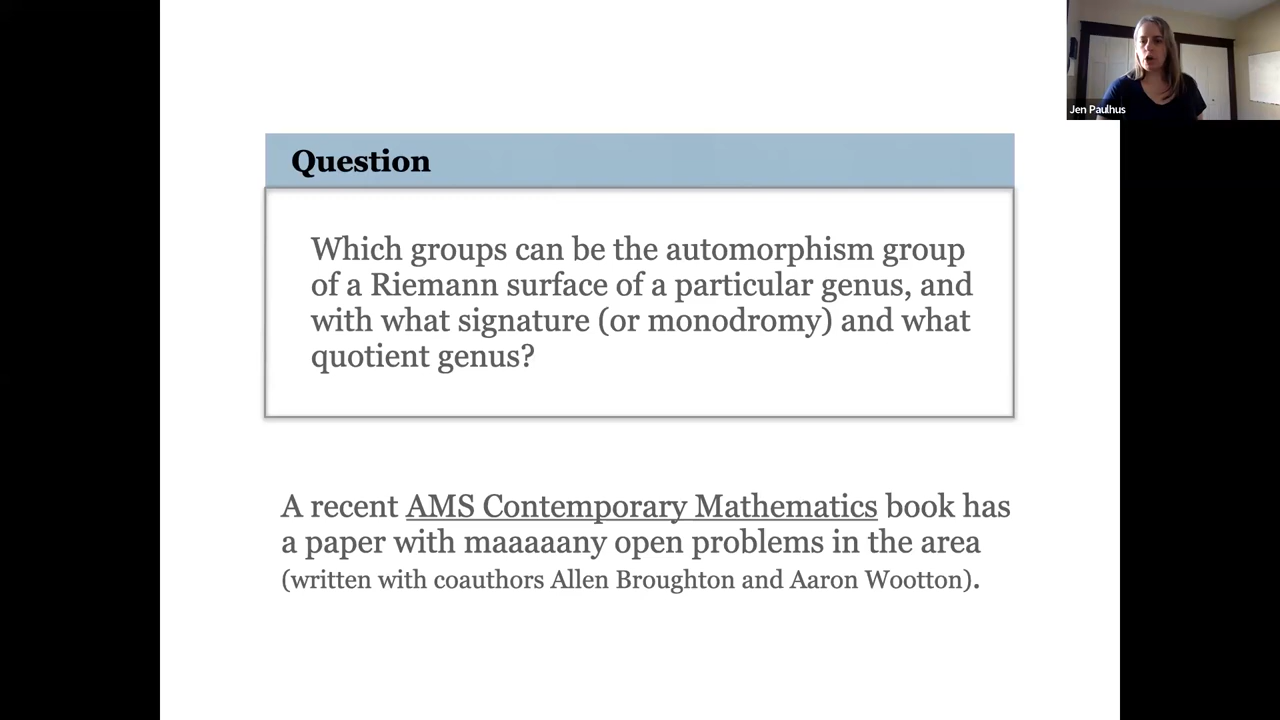 Jen Paulhus
Question
Which groups can be the automorphism group
of a Riemann surface of a particular genus, and
with what signature (or monodromy) and what
quotient genus?
A recent AMS Contemporary Mathematics book has
a paper with maaaaany open problems in the area
(written with coauthors Allen Broughton and Aaron Wootton).